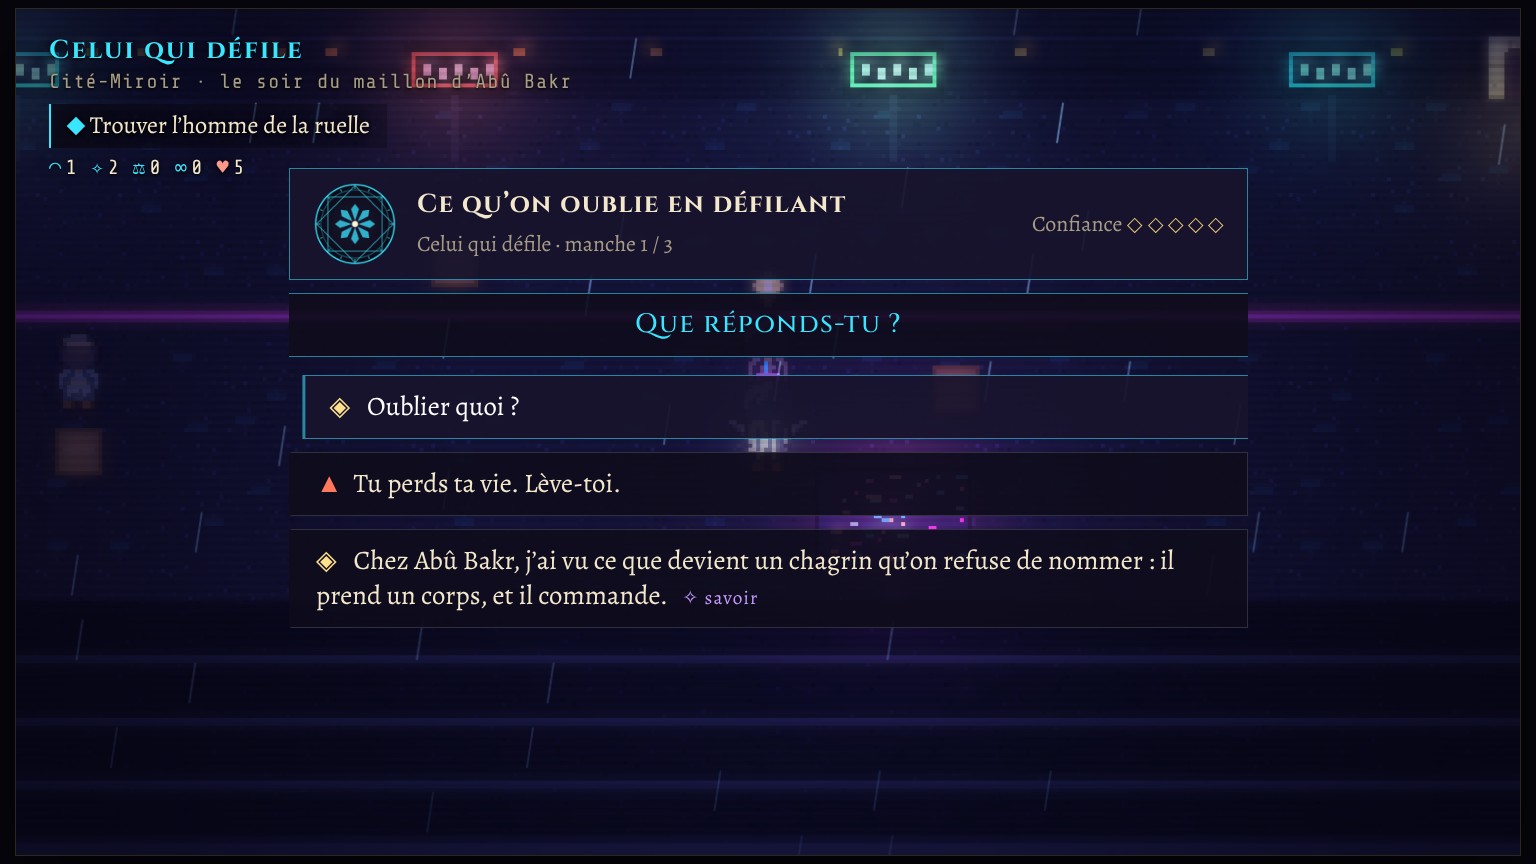 Celui qui défile
Cité-Miroir · le soir du maillon d'Abû Bakr
◆ Trouver l'homme de la ruelle
1 2 0 ∞0 ♥5
Ce qu'on oublie en défilant
Celui qui défile · manche 1 / 3
Confiance ◇◇◇◇◇
Que réponds-tu ?
◈ Oublier quoi ?
▲ Tu perds ta vie. Lève-toi.
◈ Chez Abû Bakr, j'ai vu ce que devient un chagrin qu'on refuse de nommer : il
prend un corps, et il commande. ✧ savoir